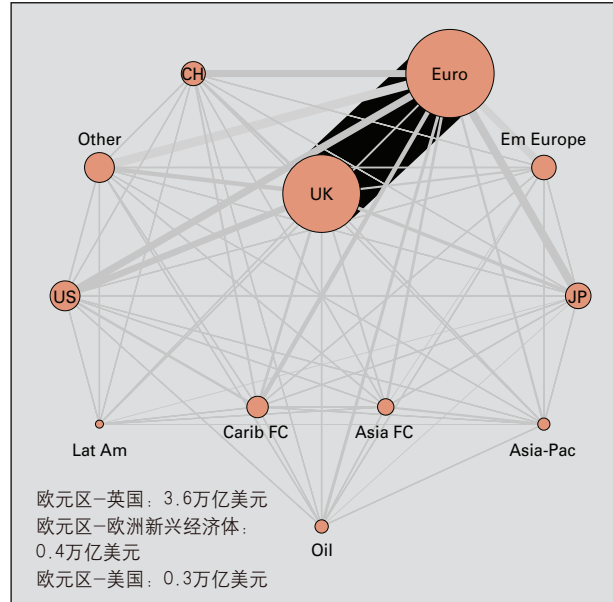 CH
Euro
Other
Em Europe
UK
US
JP
Lat Am
Carib FC
Asia FC
Asia-Pac
欧元区–英国：3.6万亿美元
欧元区–欧洲新兴经济体：
0.4万亿美元
欧元区–美国：0.3万亿美元
Oil